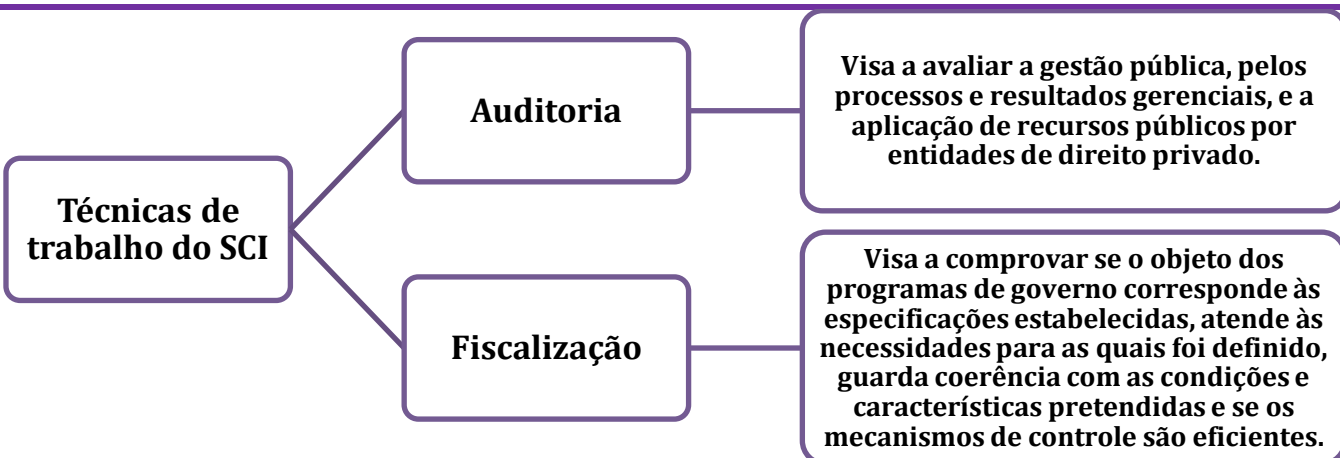 Técnicas de
trabalho do SCI
Auditoria
Visa a avaliar a gestão pública, pelos
processos e resultados gerenciais, e a
aplicação de recursos públicos por
entidades de direito privado.
Fiscalização
Visa a comprovar se o objeto dos
programas de governo corresponde às
especificações estabelecidas, atende às
necessidades para as quais foi definido,
guarda coerência com as condições e
características pretendidas e se os
mecanismos de controle são eficientes.